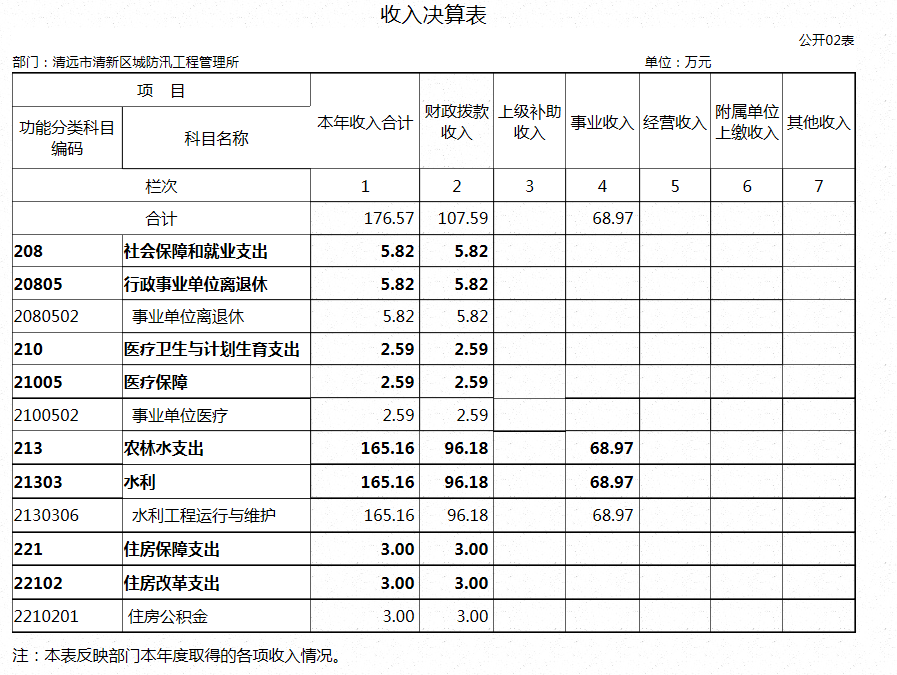 收入决算表
公开02表
部门：清远市清新区城防汛工程管理所 单位：万元
项 目 本年收入合计 财政拨款收入 上级补助收入 事业收入 经营收入 附属单位上缴收入 其他收入
功能分类科目编码 科目名称
栏次 1 2 3 4 5 6 7
合计 176.57 107.59 68.97
208 社会保障和就业支出 5.82 5.82
20805 行政事业单位离退休 5.82 5.82
2080502 事业单位离退休 5.82 5.82
210 医疗卫生与计划生育支出 2.59 2.59
21005 医疗保障 2.59 2.59
2100502 事业单位医疗 2.59 2.59
213 农林水支出 165.16 96.18 68.97
21303 水利 165.16 96.18 68.97
2130306 水利工程运行与维护 165.16 96.18 68.97
221 住房保障支出 3.00 3.00
22102 住房改革支出 3.00 3.00
2210201 住房公积金 3.00 3.00
注：本表反映部门本年度取得的各项收入情况。